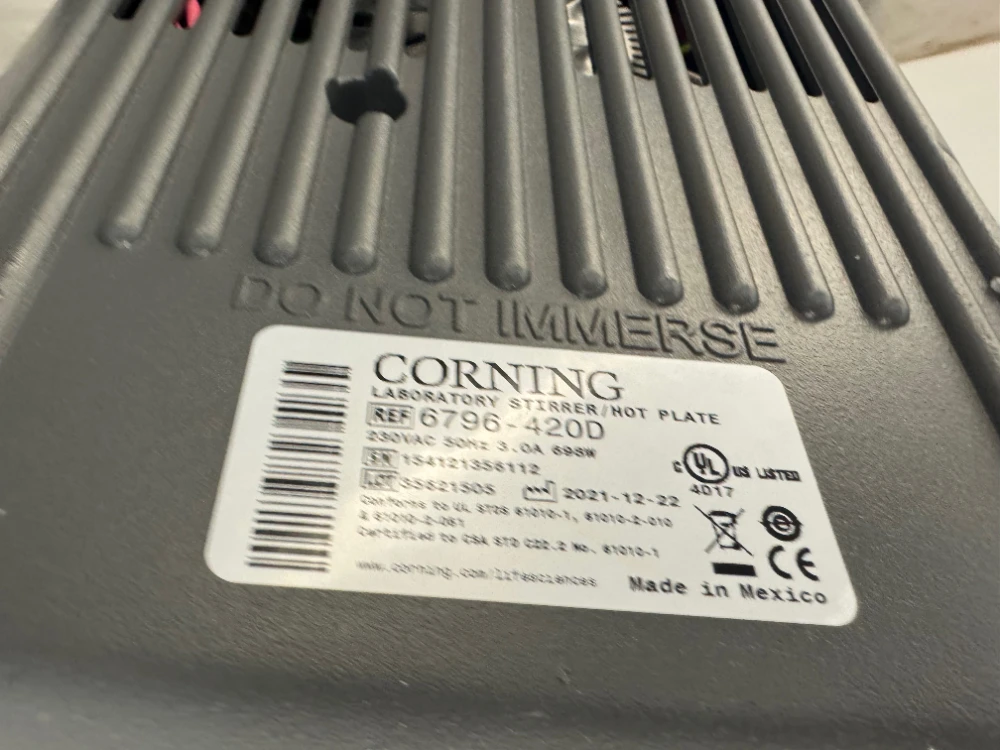 DO NOT IMMERSE
CORNING
LABORATORY STIRRER/HOT PLATE
REF 6796-420D
230VAC 50Hz 3.0A 698W
SN 154121356112
LOT 35521505 2021-12-22
C UL US LISTED
4D17
Conforms to UL STDS 61010-1, 61010-2-010
& 61010-2-051
Certified to CSA STD C22.2 No. 61010-1
www.corning.com/lifesciences
CE
Made in Mexico